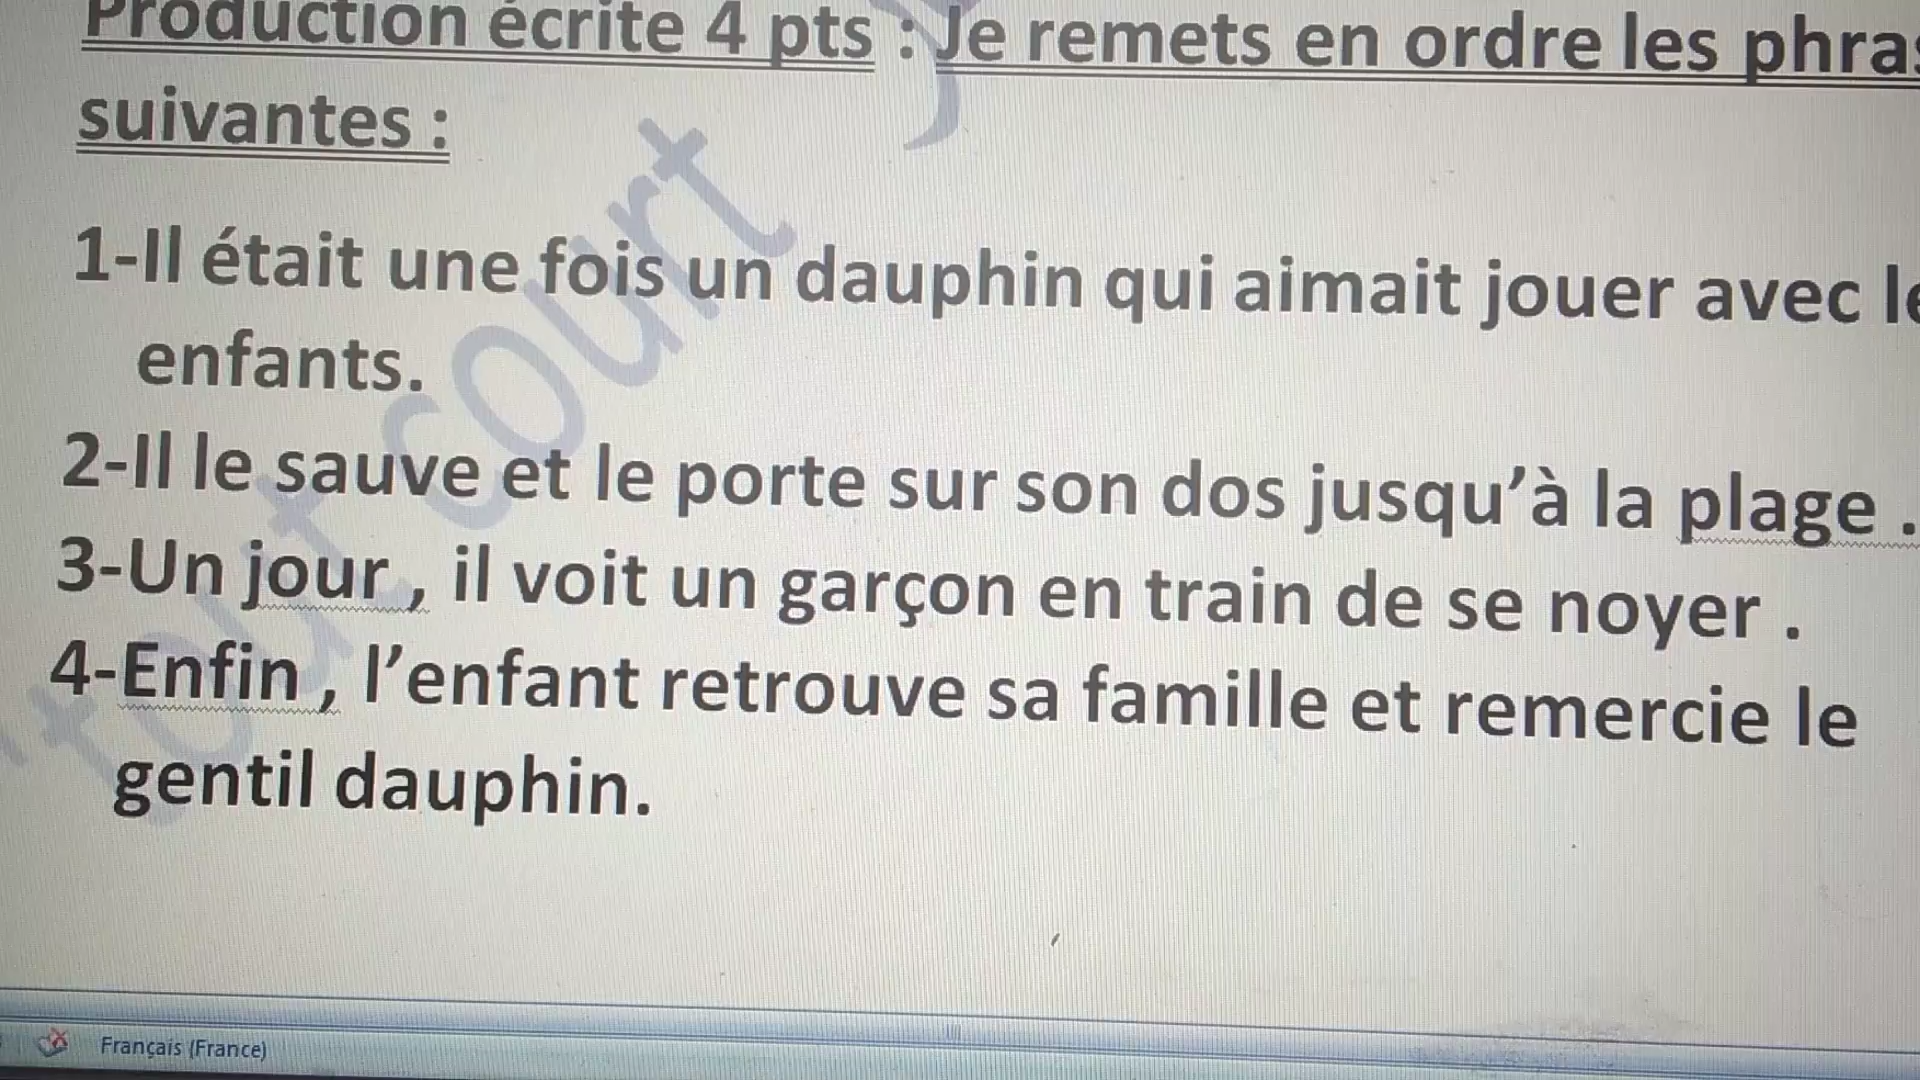 Production écrite 4 pts : Je remets en ordre les
suivantes :
1-Il était une fois un dauphin qui aimait jouer avec
enfants.
2-Il le sauve et le porte sur son dos jusqu’à la plage .
3-Un jour , il voit un garçon en train de se noyer .
4-Enfin , l’enfant retrouve sa famille et remercie le
gentil dauphin.
tout court
Français (France)